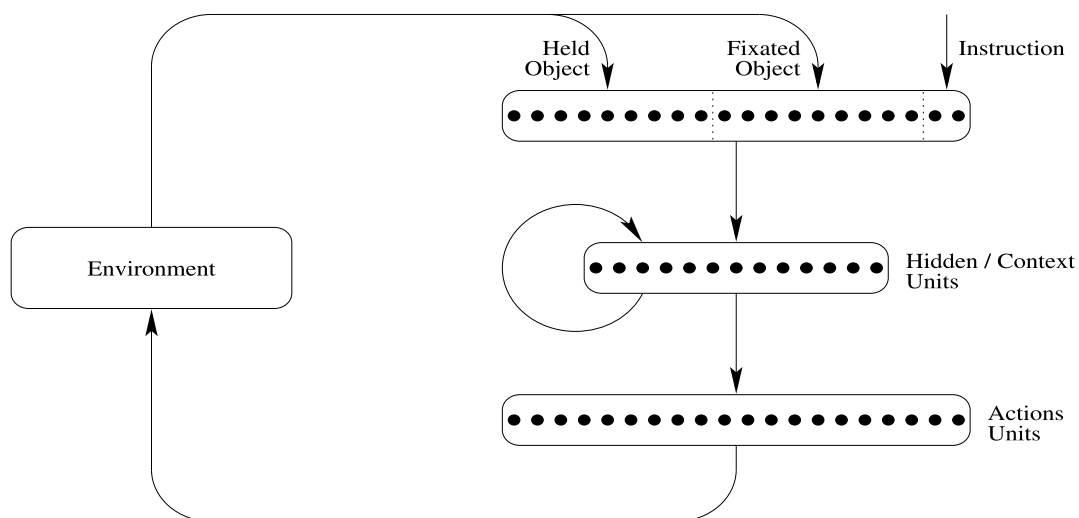 Held
Object
Fixated
Object
Instruction
Environment
Hidden / Context
Units
Actions
Units